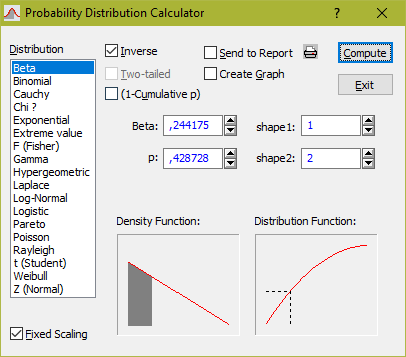 Probability Distribution Calculator
?
Distribution
Beta
Binomial
Cauchy
Chi ?
Exponential
Extreme value
F (Fisher)
Gamma
Hypergeometric
Laplace
Log-Normal
Logistic
Pareto
Poisson
Rayleigh
t (Student)
Weibull
Z (Normal)
Fixed Scaling
Inverse
Send to Report
Compute
Two-tailed
Create Graph
(1-Cumulative p)
Exit
Beta: ,244175 shape1: 1
p: ,428728 shape2: 2
Density Function: Distribution Function: